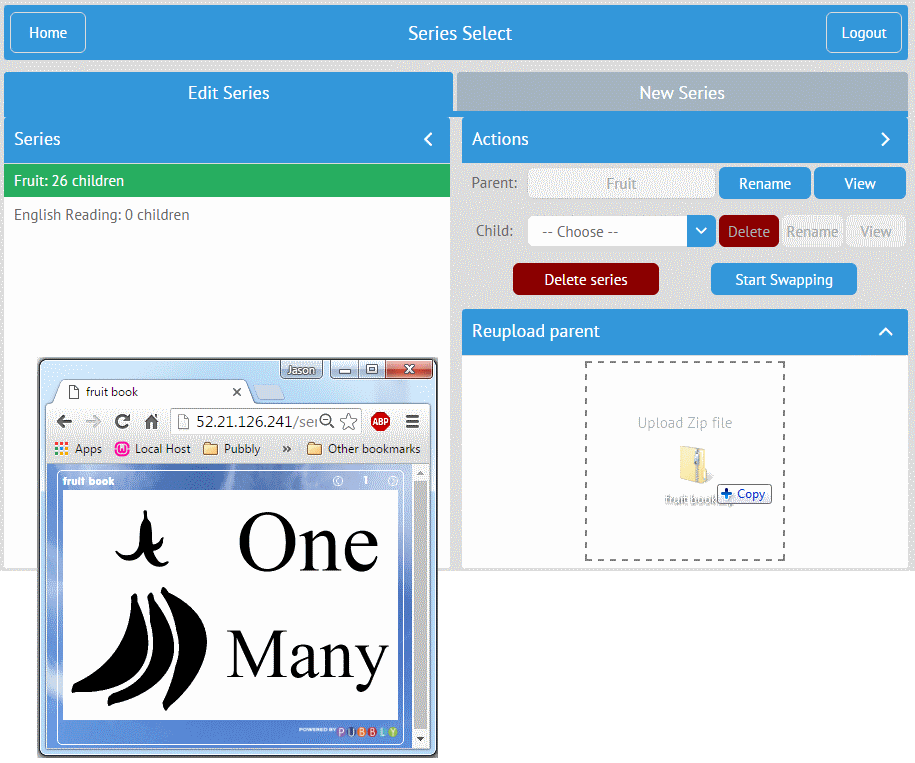 Home
Series Select
Logout
Edit Series
New Series
Series
Fruit: 26 children
English Reading: 0 children
Actions
Parent:
Fruit
Rename
View
Child:
-- Choose --
Delete
Rename
View
Delete series
Start Swapping
Reupload parent
Upload Zip file
fruit book
Copy
Jason
fruit book
52.21.126.241/se
ABP
Apps
Local Host
Pubbly
»
Other bookmarks
fruit book
1
One
Many
POWERED BY PUBBLY